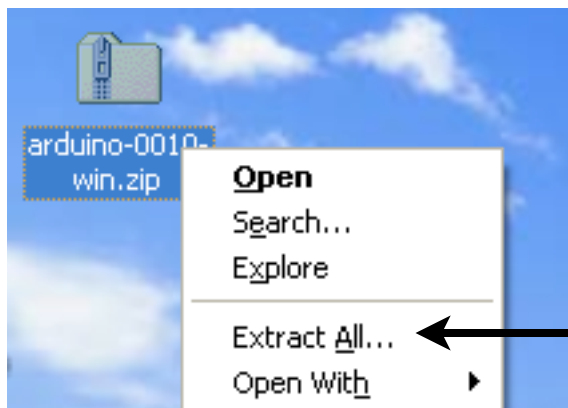 arduino-0010-
win.zip
Open
Search...
Explore
Extract All...
Open With